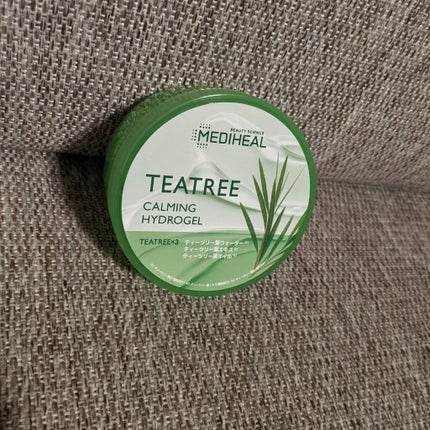 BEAUTY SCIENCE
MEDIHEAL
TEATREE
CALMING
HYDROGEL
TEATREE×3 ティーツリー葉ウォーター
ティーツリー葉エキス
ティーツリー葉オイル